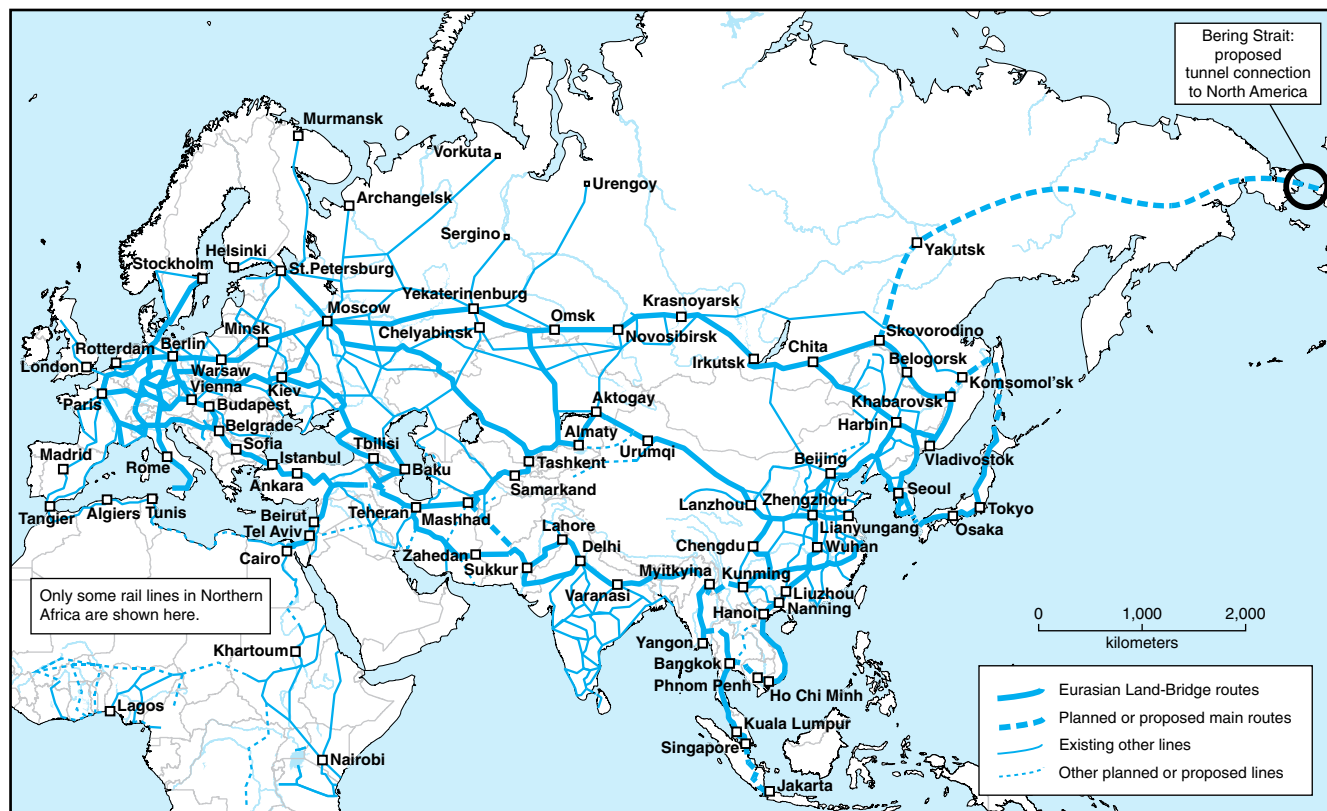 Bering Strait:
proposed
tunnel connection
to North America
Murmansk
Vorkuta
Urengoy
Archangelsk
Sergino
Yakutsk
Helsinki
Stockholm
St.Petersburg
Yekaterinenburg
Krasnoyarsk
Moscow
Omsk
Skovorodino
Minsk
Chelyabinsk
Novosibirsk
Chita
Rotterdam
Berlin
Belogorsk
Irkutsk
London
Warsaw
Komsomol'sk
Vienna
Kiev
Aktogay
Khabarovsk
Paris
Budapest
Harbin
Belgrade
Almaty
Sofia
Tbilisi
Urumqi
Vladivostok
Madrid
Istanbul
Beijing
Rome
Baku
Tashkent
Ankara
Samarkand
Seoul
Lanzhou
Zhengzhou
Tangier
Algiers
Tunis
Beirut
Teheran
Mashhad
Tokyo
Tel Aviv
Lahore
Lianyungang
Osaka
Cairo
Zahedan
Delhi
Chengdu
Wuhan
Sukkur
Myitkyina
Kunming
Varanasi
Liuzhou
Hanoi
Nanning
Only some rail lines in Northern
Africa are shown here.
0
1,000
2,000
kilometers
Yangon
Khartoum
Bangkok
Phnom Penh
Ho Chi Minh
Lagos
Kuala Lumpur
Singapore
Nairobi
Jakarta
Eurasian Land-Bridge routes
Planned or proposed main routes
Existing other lines
Other planned or proposed lines